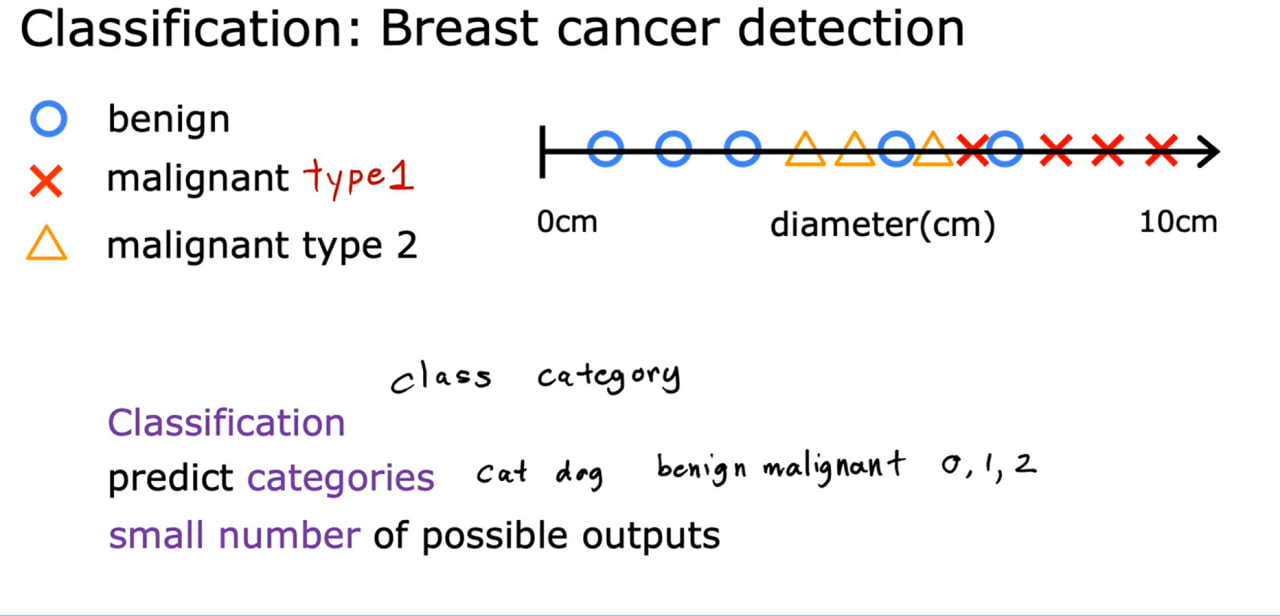 Classification: Breast cancer detection
benign
malignant type1
malignant type 2
0cm diameter(cm) 10cm
class category
Classification
predict categories cat dog benign malignant 0, 1, 2
small number of possible outputs